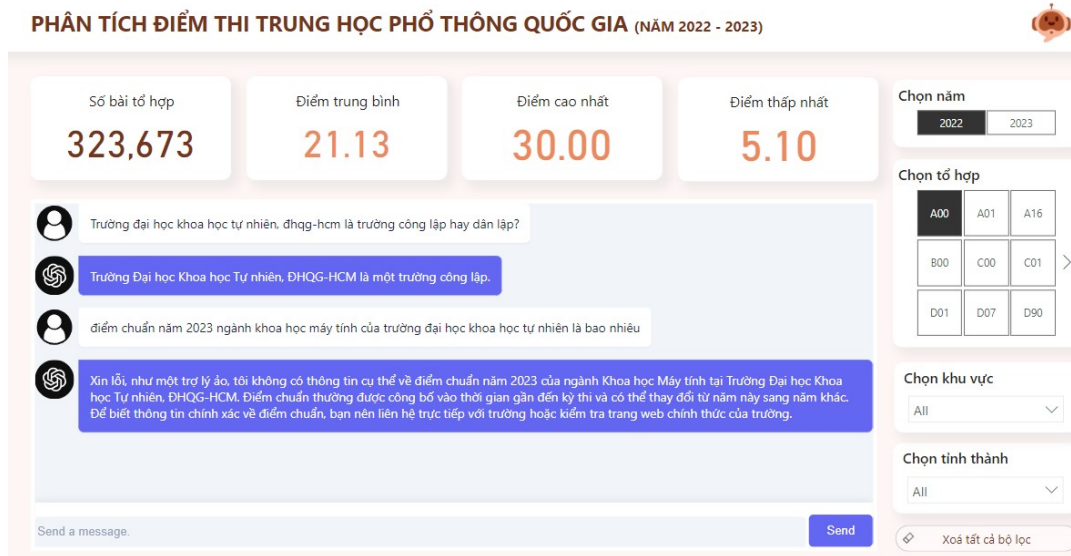 PHÂN TÍCH ĐIỂM THI TRUNG HỌC PHỔ THÔNG QUỐC GIA (NĂM 2022 - 2023)
Số bài tổ hợp
323,673
Điểm trung bình
21.13
Điểm cao nhất
30.00
Điểm thấp nhất
5.10
Trường đại học khoa học tự nhiên, đhqg-hcm là trường công lập hay dân lập?
Trường Đại học Khoa học Tự nhiên, ĐHQG-HCM là một trường công lập.
điểm chuẩn năm 2023 ngành khoa học máy tính của trường đại học khoa học tự nhiên là bao nhiêu
Xin lỗi, như một trợ lý ảo, tôi không có thông tin cụ thể về điểm chuẩn năm 2023 của ngành Khoa học Máy tính tại Trường Đại học Khoa
học Tự nhiên, ĐHQG-HCM. Điểm chuẩn thường được công bố vào thời gian gần đến kỳ thi và có thể thay đổi từ năm này sang năm khác.
Để biết thông tin chính xác về điểm chuẩn, bạn nên liên hệ trực tiếp với trường hoặc kiểm tra trang web chính thức của trường.
Send a message.
Send
Chọn năm
2022 2023
Chọn tổ hợp
A00 A01 A16
B00 C00 C01
D01 D07 D90
Chọn khu vực
All
Chọn tỉnh thành
All
Xoá tất cả bộ lọc